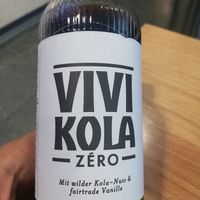 VIVI
KOLA
ZÉRO
Mit wilder Kola-Nuss &
fairtrade Vanille